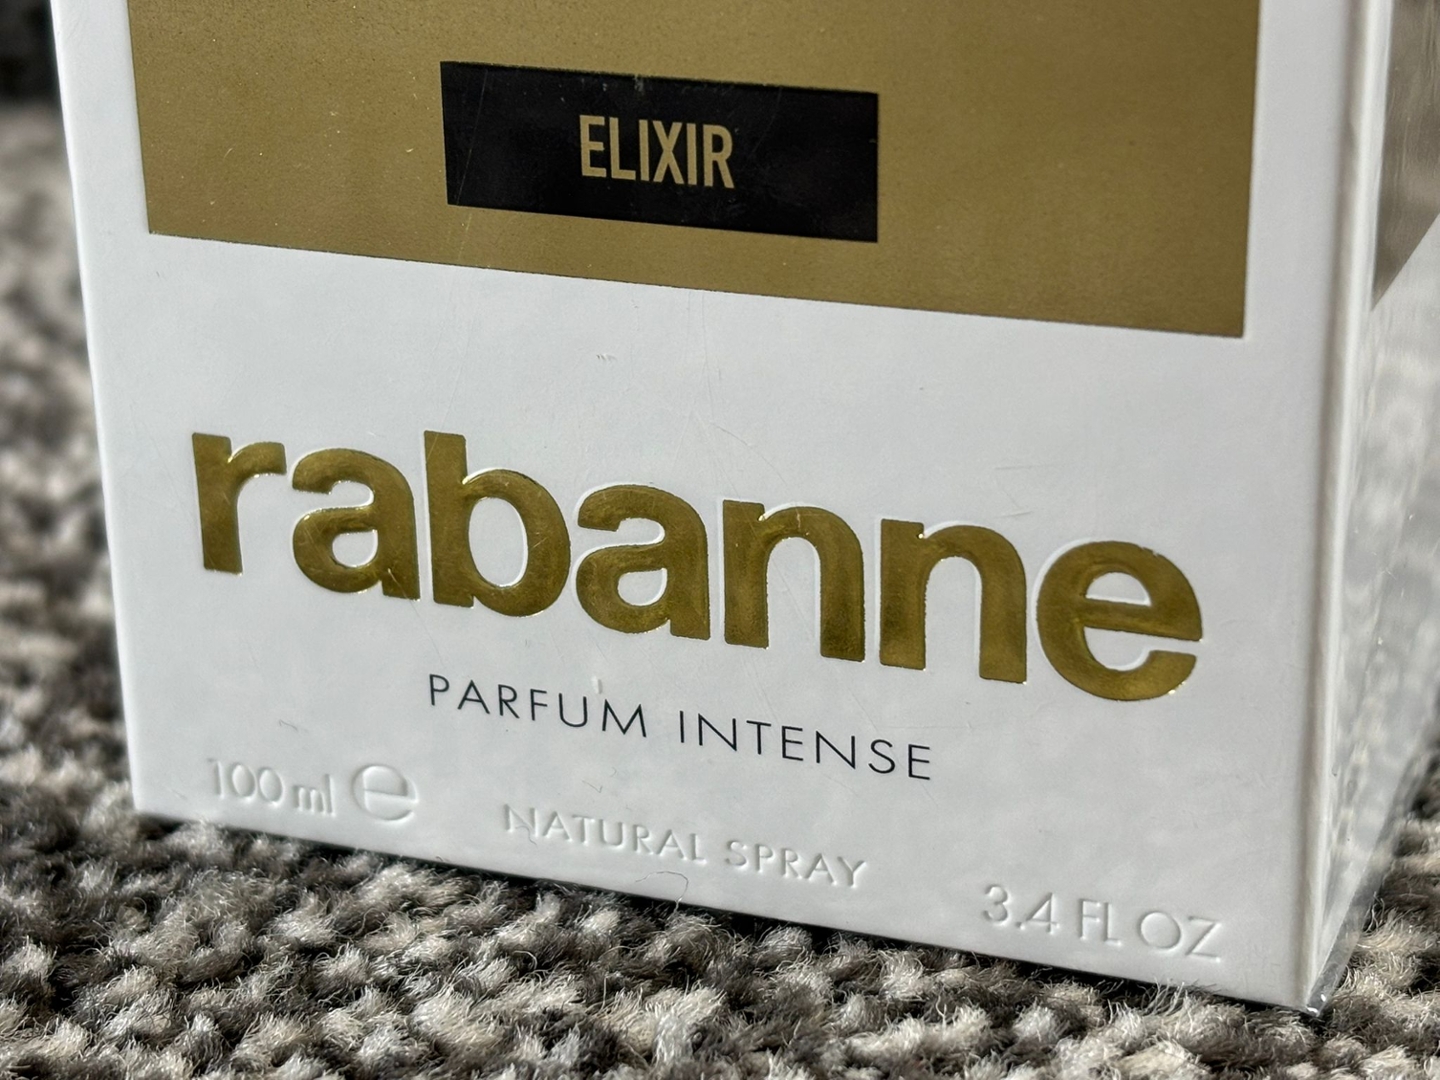 ELIXIR
rabanne
PARFUM INTENSE
100 ml ℮ NATURAL SPRAY 3.4 FL OZ